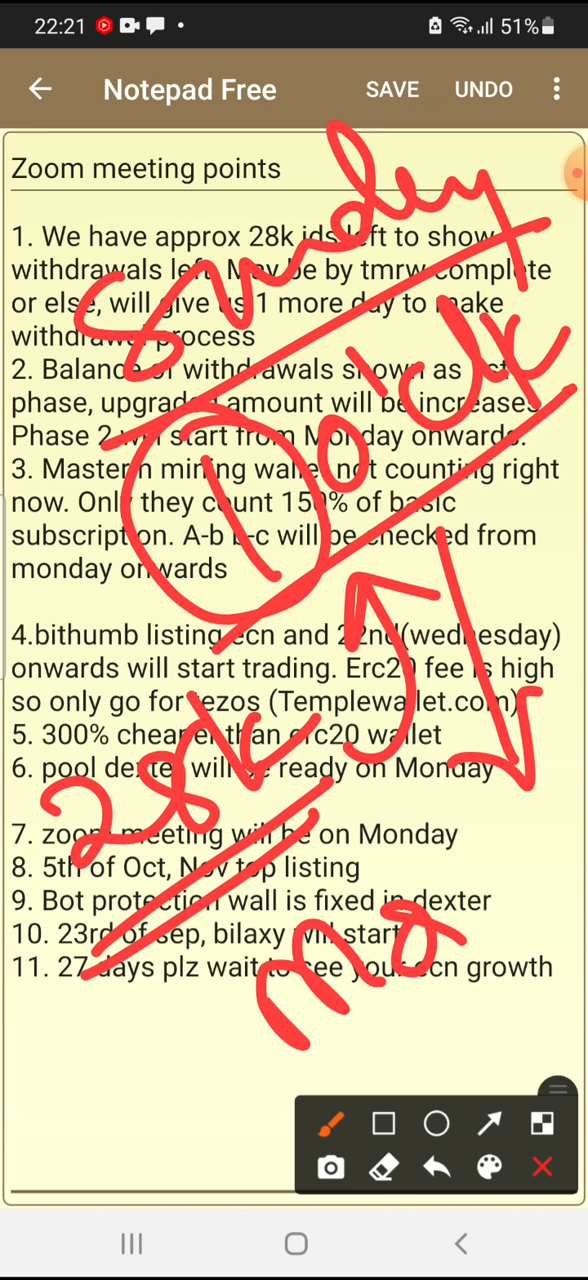 22:21 51%
Notepad Free SAVE UNDO
Zoom meeting points
1. We have approx 28k ids left to show
withdrawals left. May be by tmrw complete
or else, will give us 1 more day to make
withdrawal process
2. Balance of withdrawals shown as 1st
phase, upgraded amount will be increases
Phase 2 will start from Monday onwards.
3. Mastern mining wallet not counting right
now. Only they count 150% of basic
subscription. A-b b-c will be checked from
monday onwards
4.bithumb listing ecn and 22nd(wednesday)
onwards will start trading. Erc20 fee is high
so only go for tezos (Templewallet.com)
5. 300% cheaper than erc20 wallet
6. pool dexter will be ready on Monday
7. zoom meeting will be on Monday
8. 5th of Oct, Nov top listing
9. Bot protection wall is fixed in dexter
10. 23rd of sep, bilaxy will start
11. 27 days plz wait to see your ecn growth
Sunday
28k